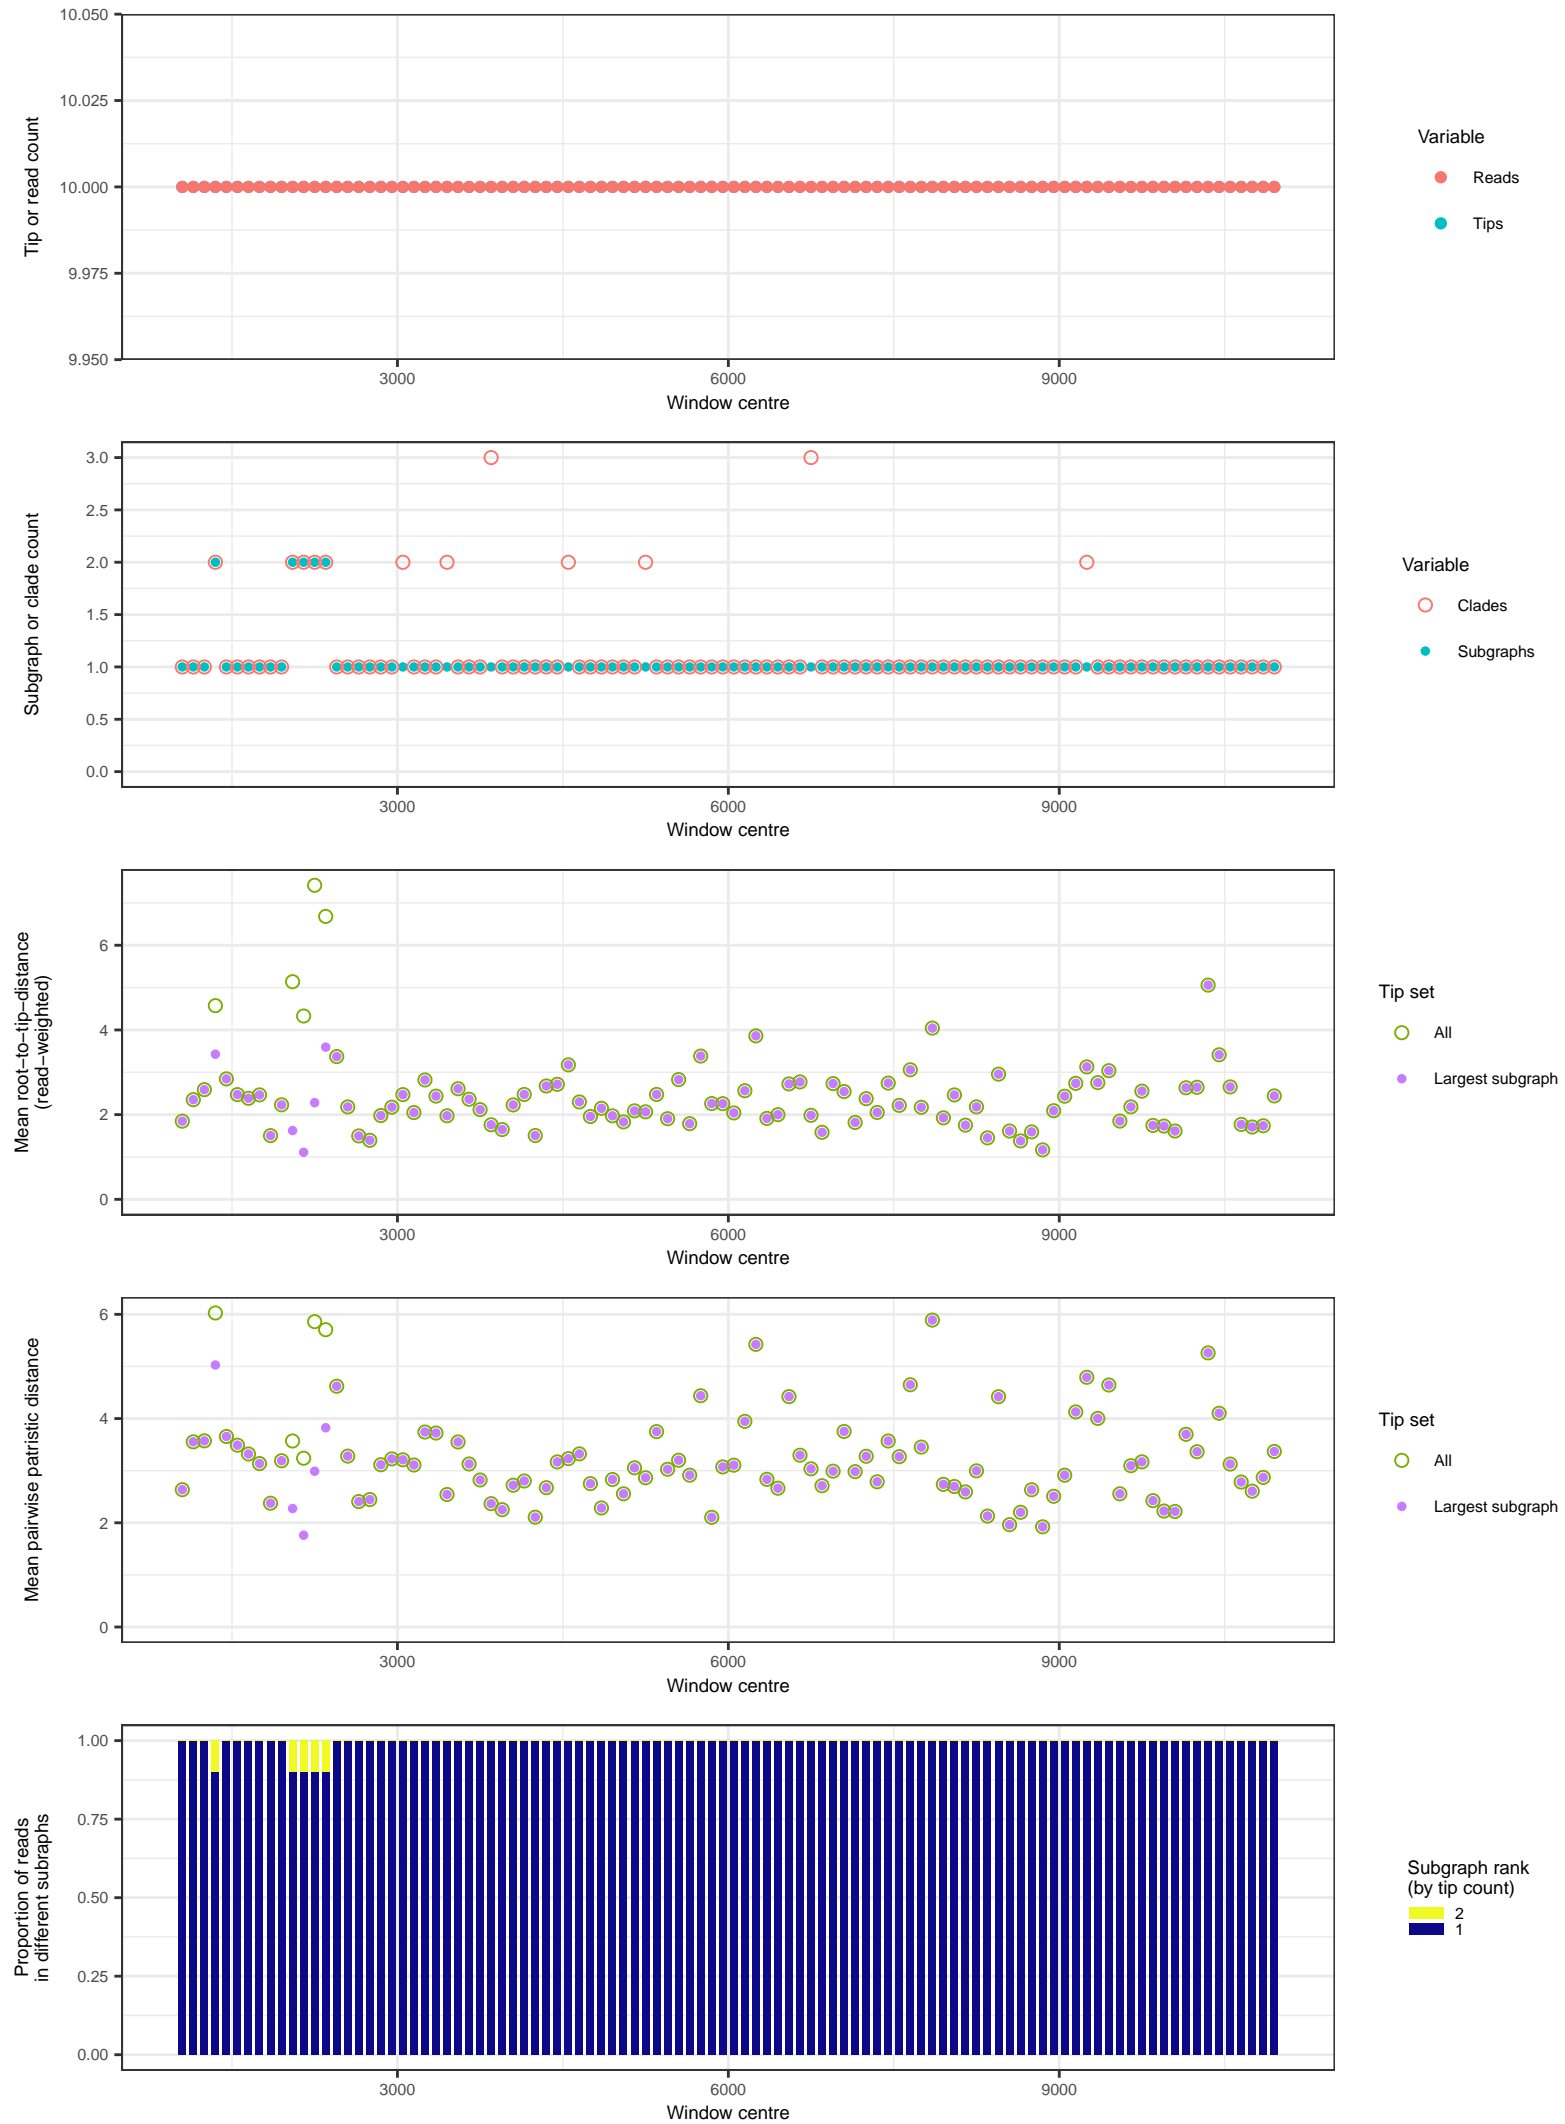 10.050
10.025
10.000
9.975
9.950
Tip or read count
3000
6000
9000
Window centre
Variable
Reads
Tips
3.0
2.5
2.0
1.5
1.0
0.5
0.0
Subgraph or clade count
3000
6000
9000
Window centre
Variable
Clades
Subgraphs
6
4
2
0
Mean root−to−tip−distance
(read−weighted)
3000
6000
9000
Window centre
Tip set
All
Largest subgraph
6
4
2
0
Mean pairwise patristic distance
3000
6000
9000
Window centre
Tip set
All
Largest subgraph
1.00
0.75
0.50
0.25
0.00
Proportion of reads
in different subraphs
3000
6000
9000
Window centre
Subgraph rank
(by tip count)
2
1